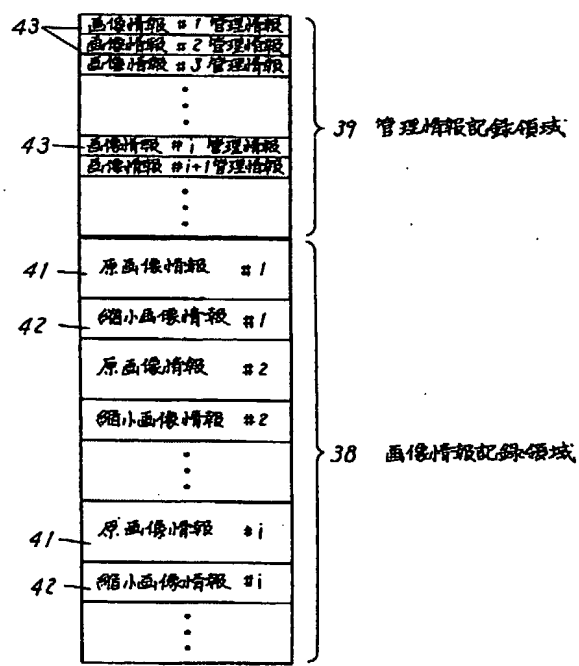 43 画像情報 #1 管理情報
画像情報 #2 管理情報
画像情報 #3 管理情報
39 管理情報記録領域
43 画像情報 #i 管理情報
画像情報 #i+1 管理情報
41 原画像情報 #1
42 縮小画像情報 #1
原画像情報 #2
縮小画像情報 #2
38 画像情報記録領域
41 原画像情報 #i
42 縮小画像情報 #i